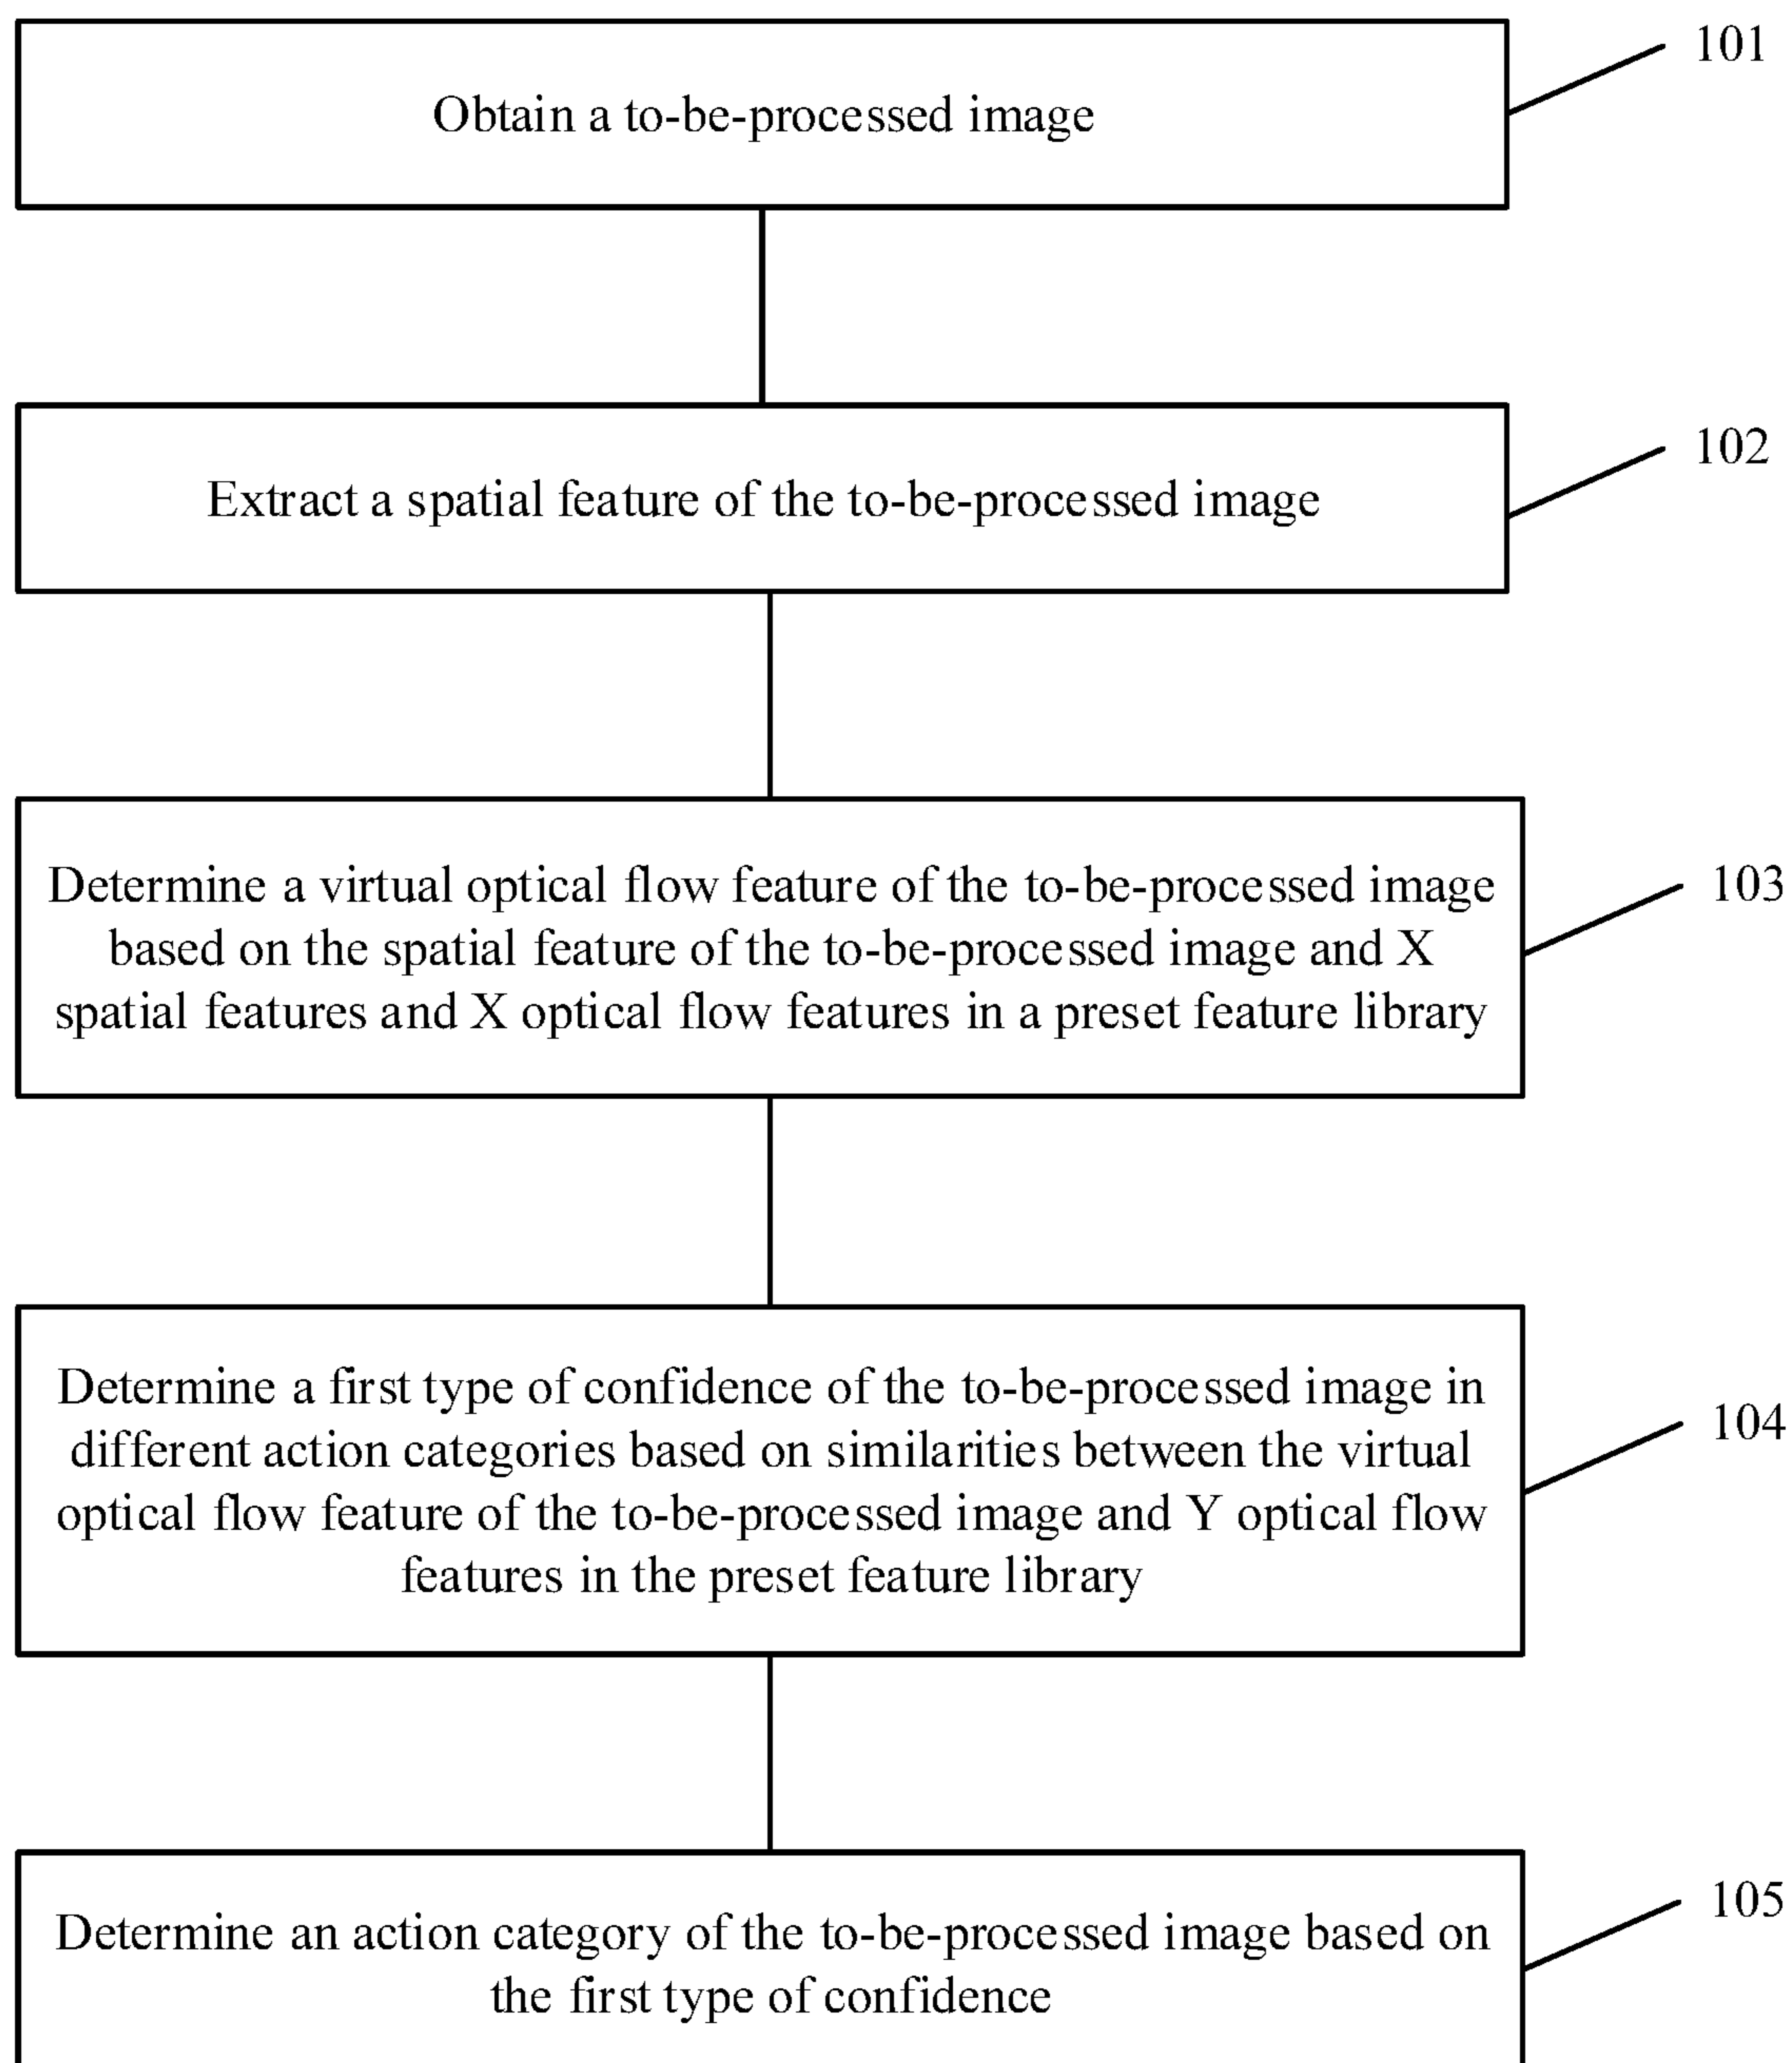 101
Obtain a to-be-processed image
102
Extract a spatial feature of the to-be-processed image
103
Determine a virtual optical flow feature of the to-be-processed image
based on the spatial feature of the to-be-processed image and X
spatial features and X optical flow features in a preset feature library
104
Determine a first type of confidence of the to-be-processed image in
different action categories based on similarities between the virtual
optical flow feature of the to-be-processed image and Y optical flow
features in the preset feature library
105
Determine an action category of the to-be-processed image based on
the first type of confidence